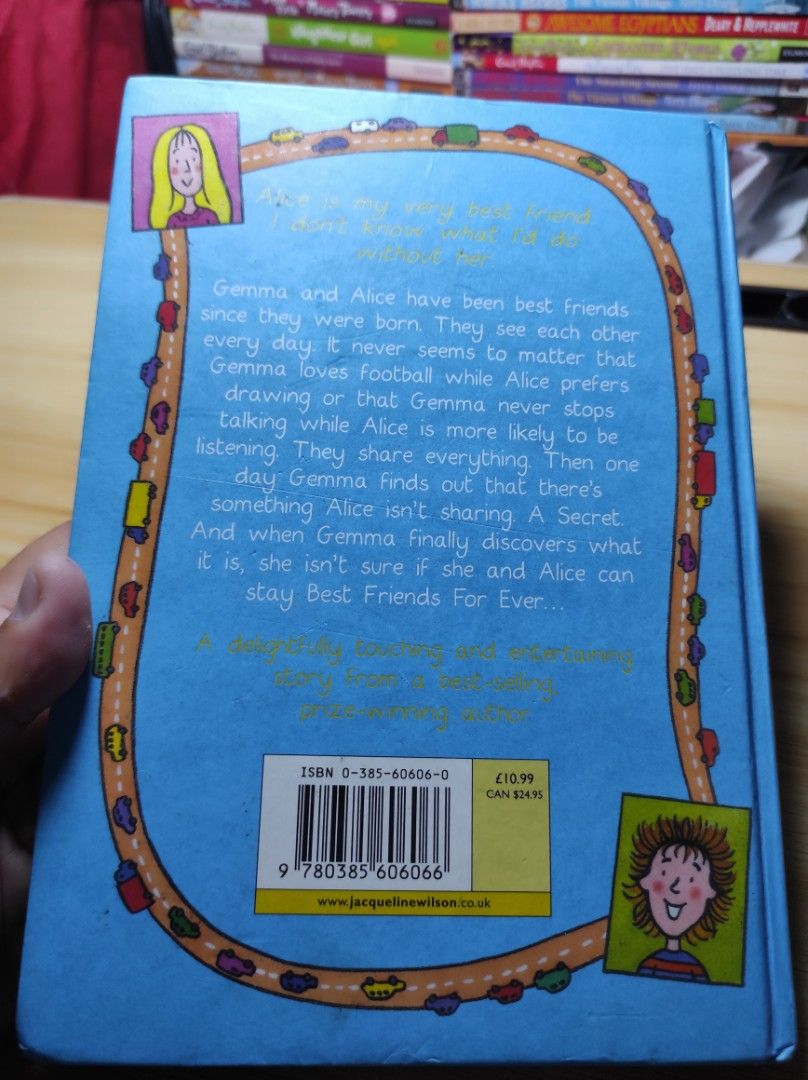 AWESOME EGYPTIANS DEARY & HEPPLEWHITE
Alice is my very best friend
I don't know what I'd do
without her
Gemma and Alice have been best friends
since they were born. They see each other
every day. It never seems to matter that
Gemma loves football while Alice prefers
drawing or that Gemma never stops
talking while Alice is more likely to be
listening. They share everything. Then one
day Gemma finds out that there's
something Alice isn't sharing. A Secret.
And when Gemma finally discovers what
it is, she isn't sure if she and Alice can
stay Best Friends For Ever...
A delightfully touching and entertaining
story from a best-selling,
prize-winning author
ISBN 0-385-60606-0
£10.99
CAN $24.95
9 780385 606066
www.jacquelinewilson.co.uk